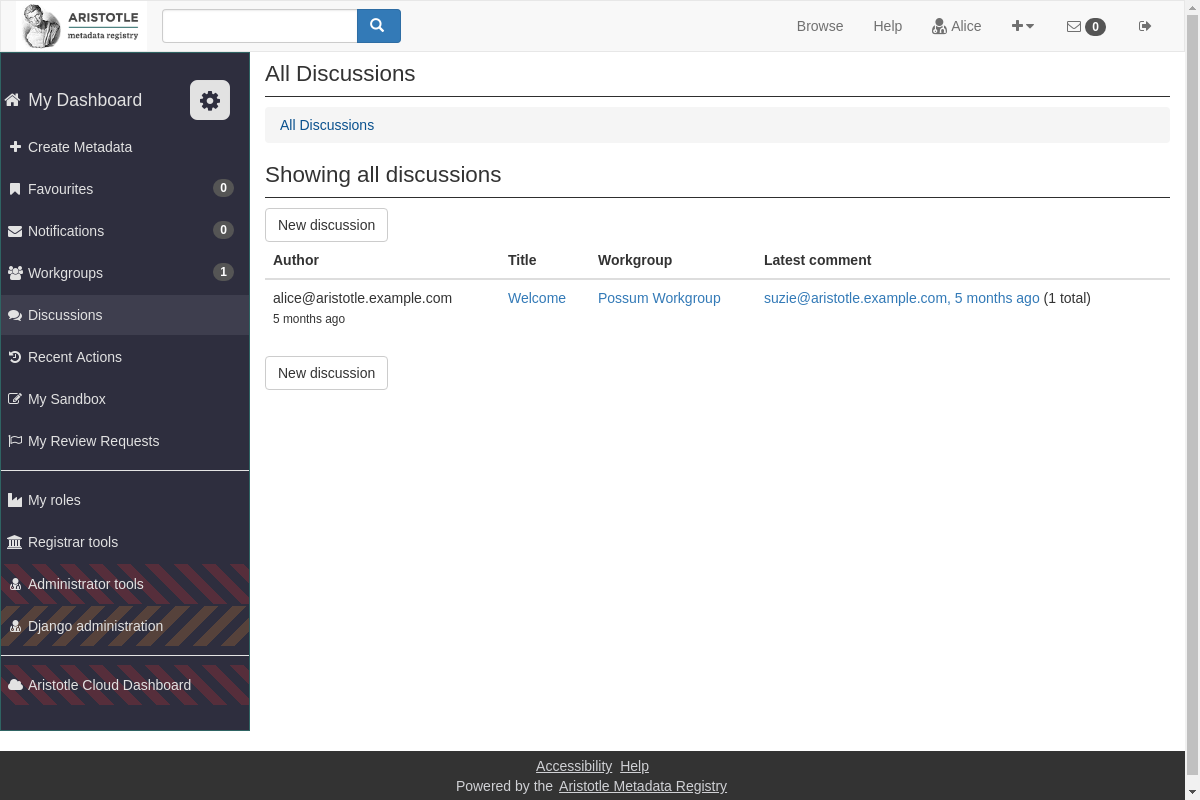 ARISTOTLE
metadata registry
Browse
Help
Alice
0
My Dashboard
Create Metadata
Favourites 0
Notifications 0
Workgroups 1
Discussions
Recent Actions
My Sandbox
My Review Requests
My roles
Registrar tools
Administrator tools
Django administration
Aristotle Cloud Dashboard
All Discussions
All Discussions
Showing all discussions
New discussion
Author Title Workgroup Latest comment
alice@aristotle.example.com Welcome Possum Workgroup suzie@aristotle.example.com, 5 months ago (1 total)
5 months ago
New discussion
Accessibility Help
Powered by the Aristotle Metadata Registry